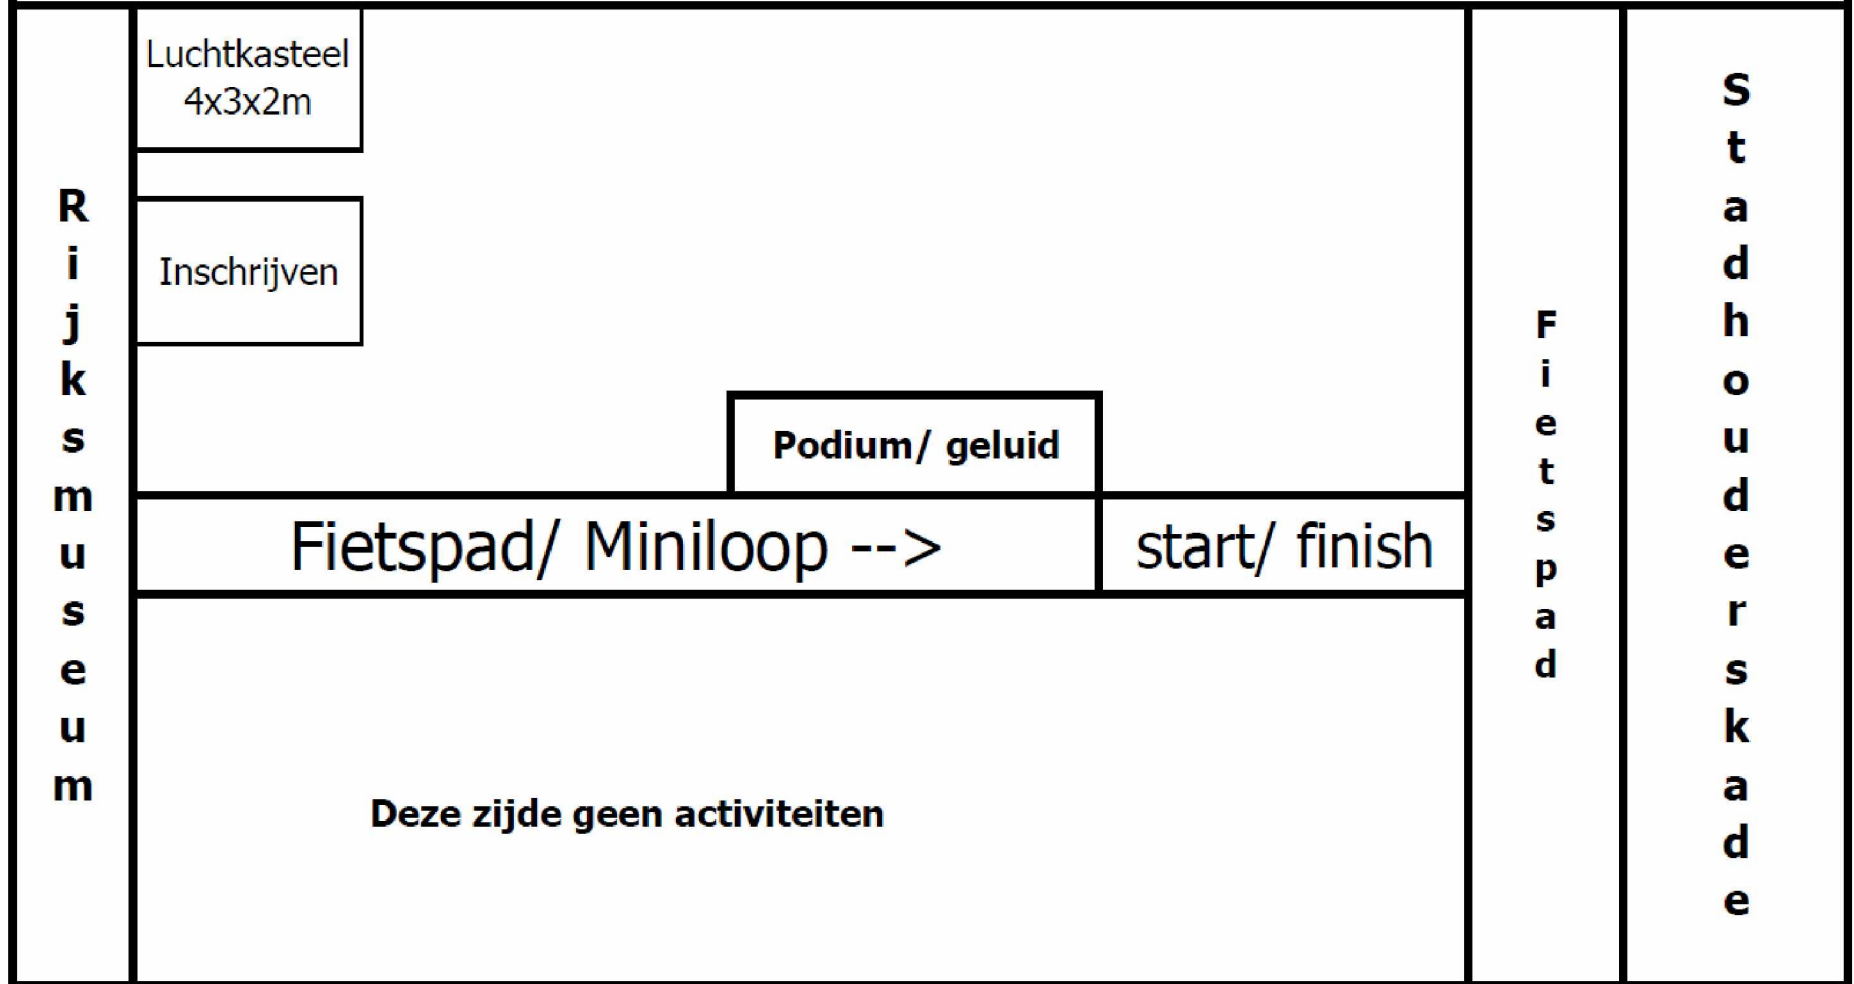 Rijksmuseum
Luchtkasteel
4x3x2m
Inschrijven
Podium/ geluid
Fietspad/ Miniloop -->
start/ finish
Deze zijde geen activiteiten
Fietspad
Stadhouderskade